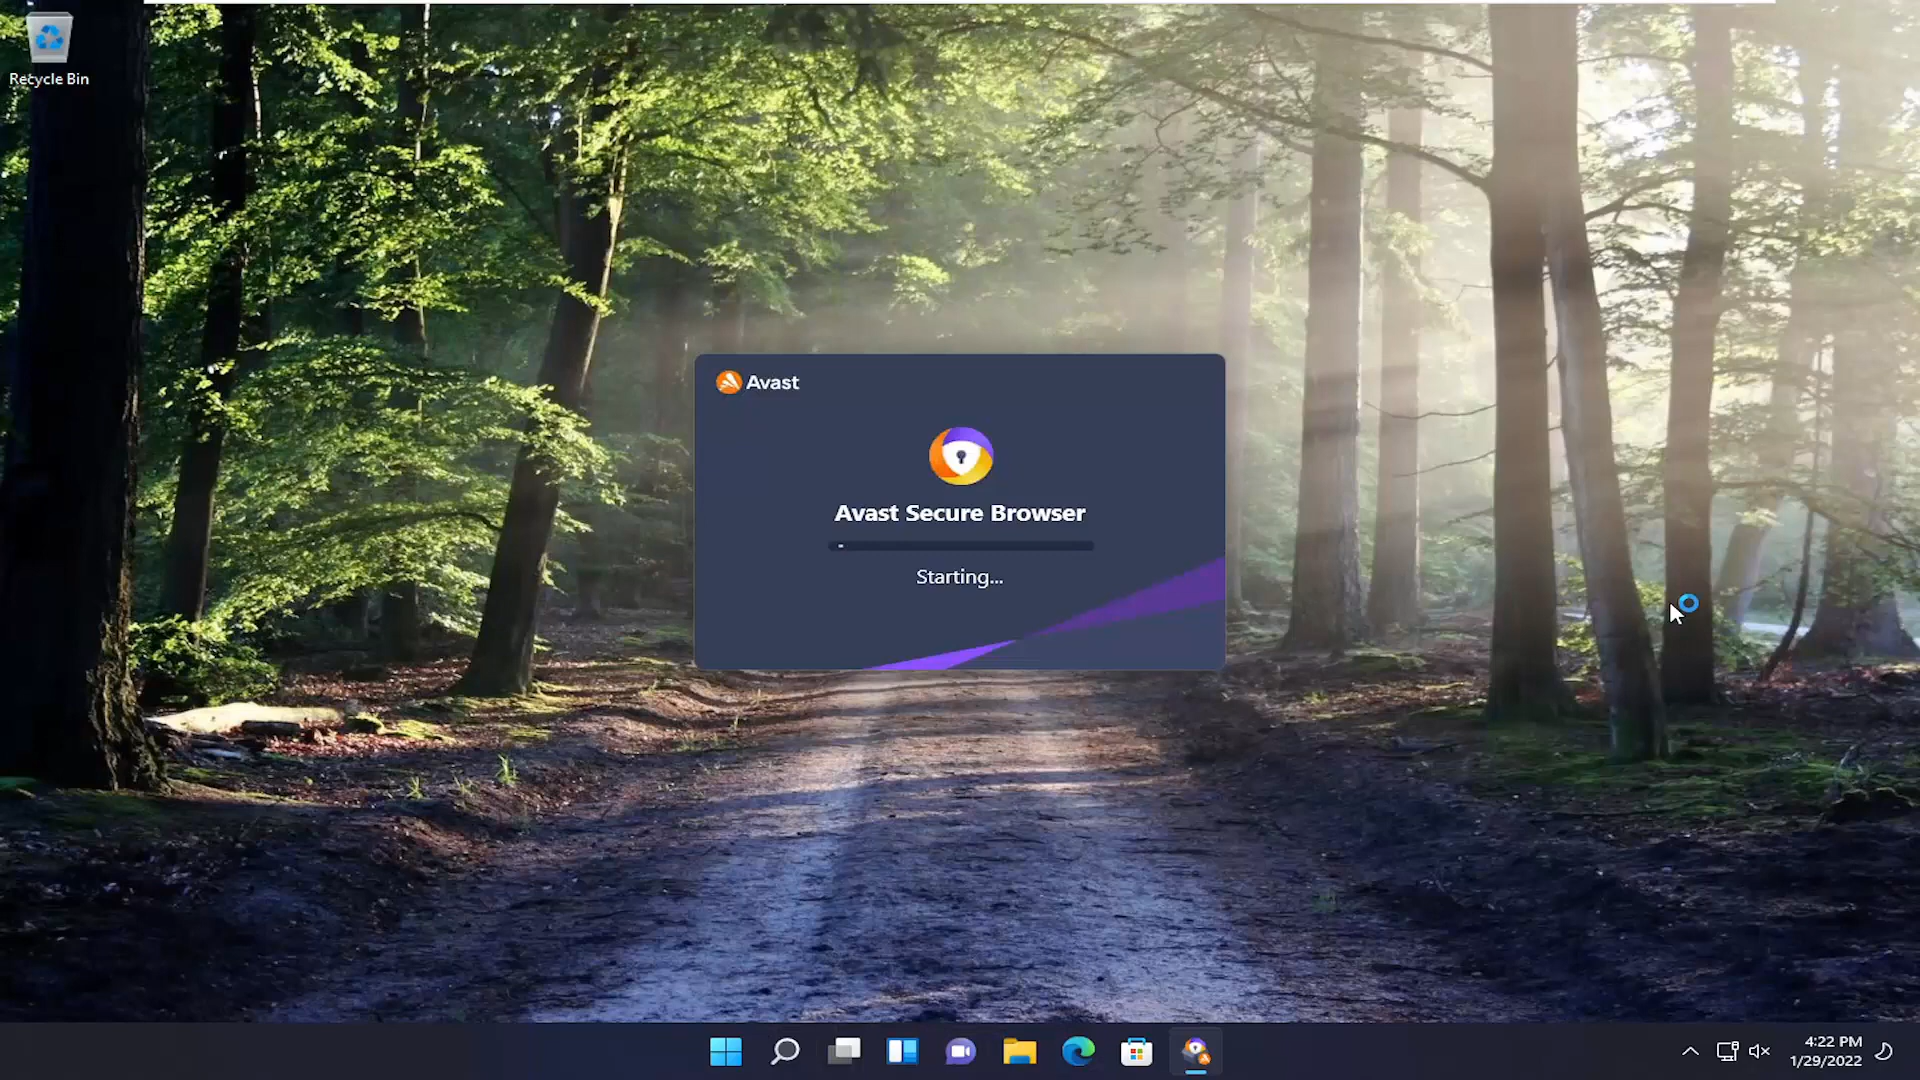 Recycle Bin
Avast
Avast Secure Browser
Starting...
4:22 PM
1/29/2022